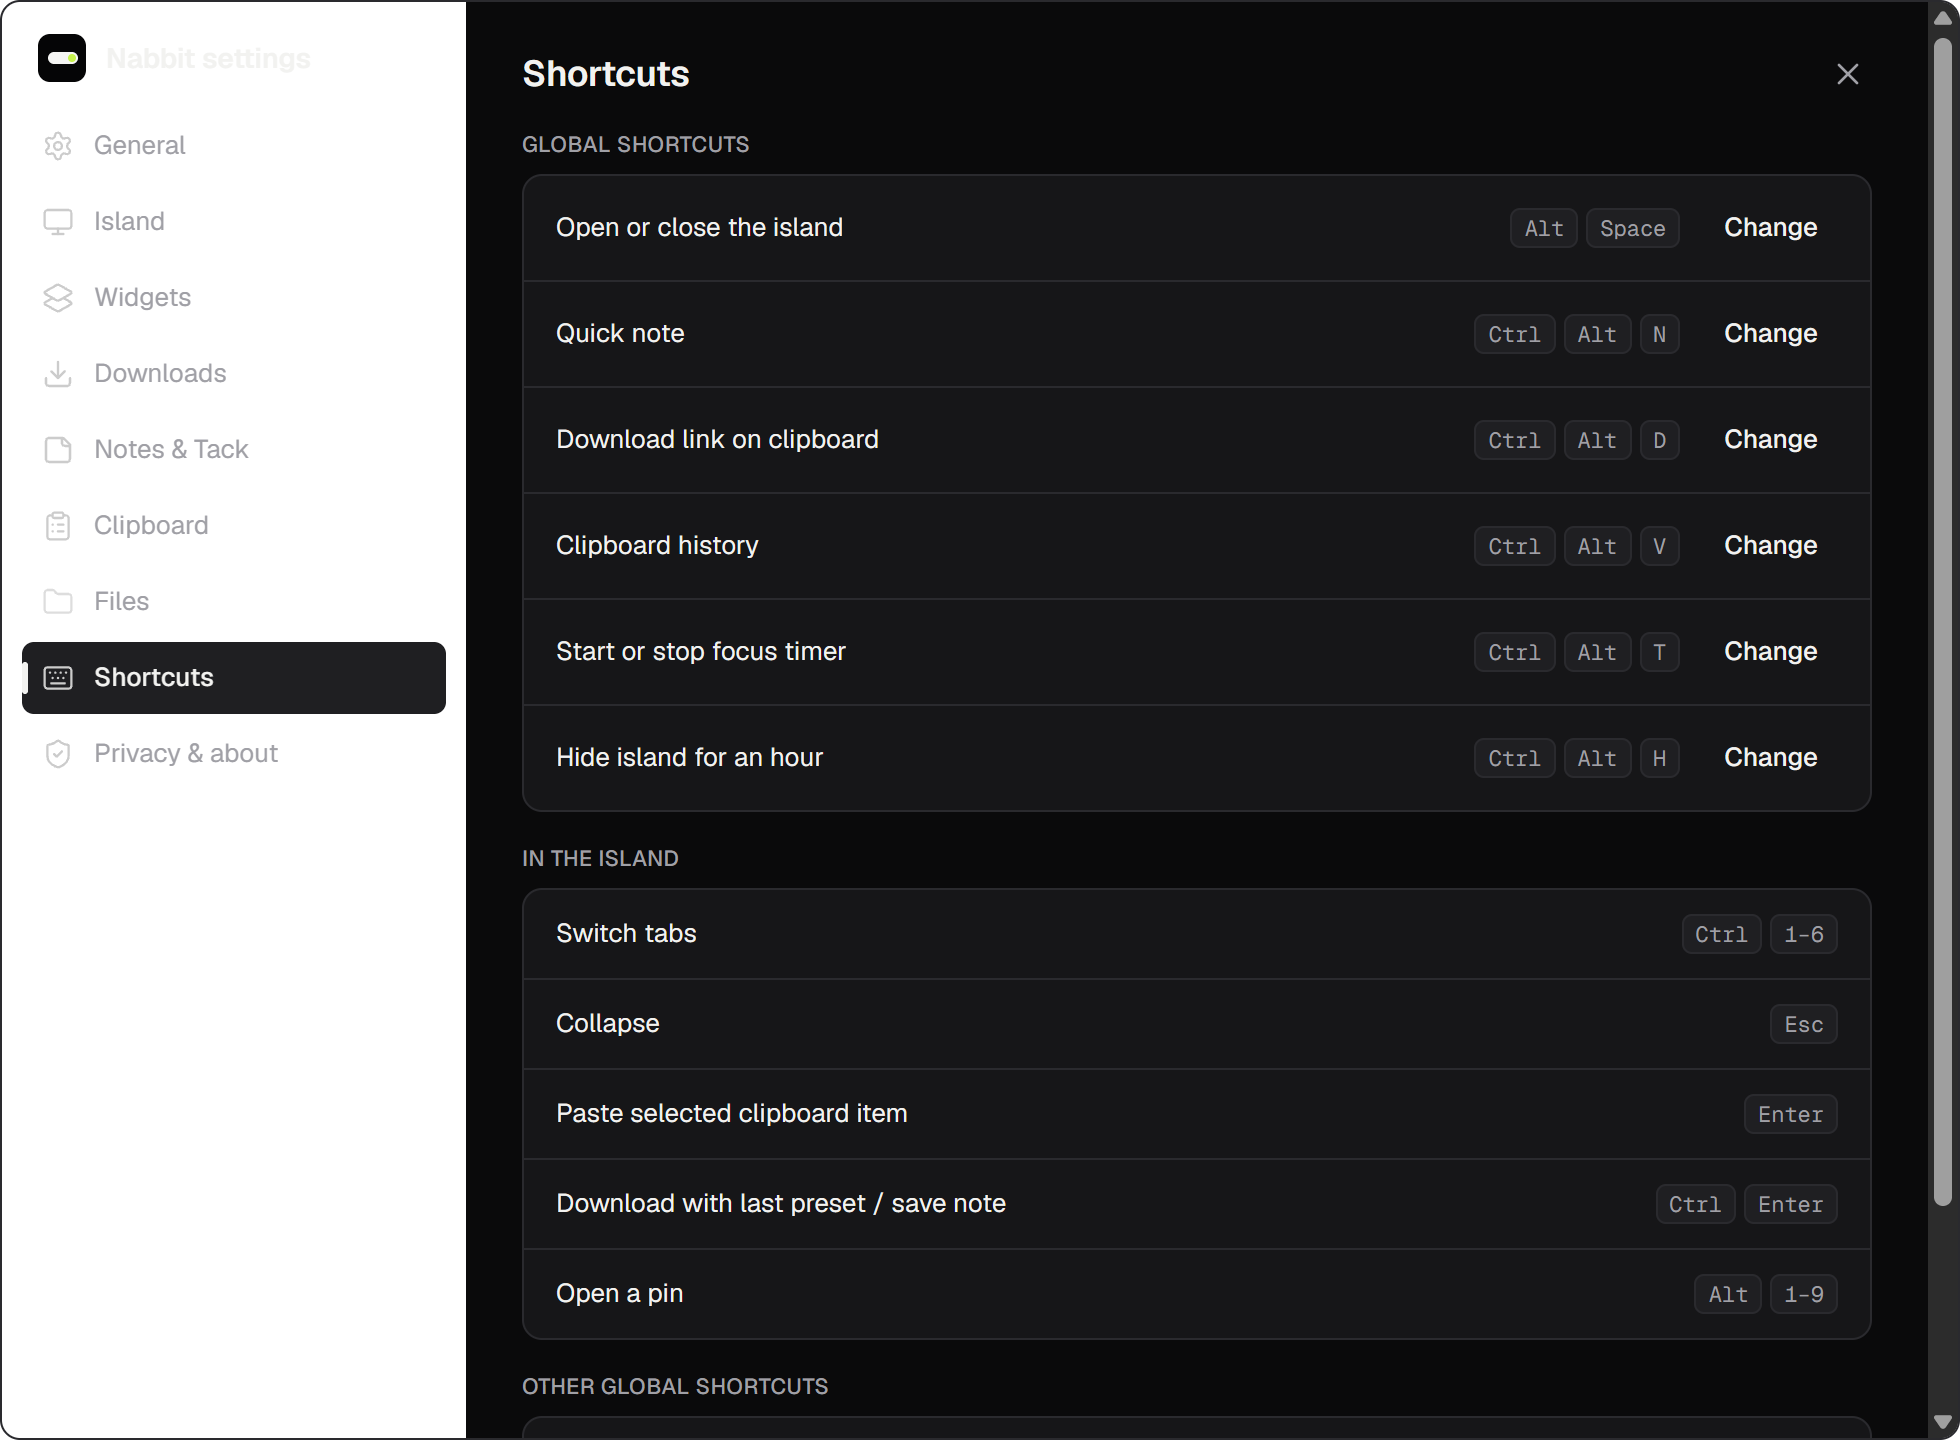 Nabbit settings
General
Island
Widgets
Downloads
Notes & Tack
Clipboard
Files
Shortcuts
Privacy & about
Shortcuts
GLOBAL SHORTCUTS
Open or close the island Alt Space Change
Quick note Ctrl Alt N Change
Download link on clipboard Ctrl Alt D Change
Clipboard history Ctrl Alt V Change
Start or stop focus timer Ctrl Alt T Change
Hide island for an hour Ctrl Alt H Change
IN THE ISLAND
Switch tabs Ctrl 1–6
Collapse Esc
Paste selected clipboard item Enter
Download with last preset / save note Ctrl Enter
Open a pin Alt 1–9
OTHER GLOBAL SHORTCUTS